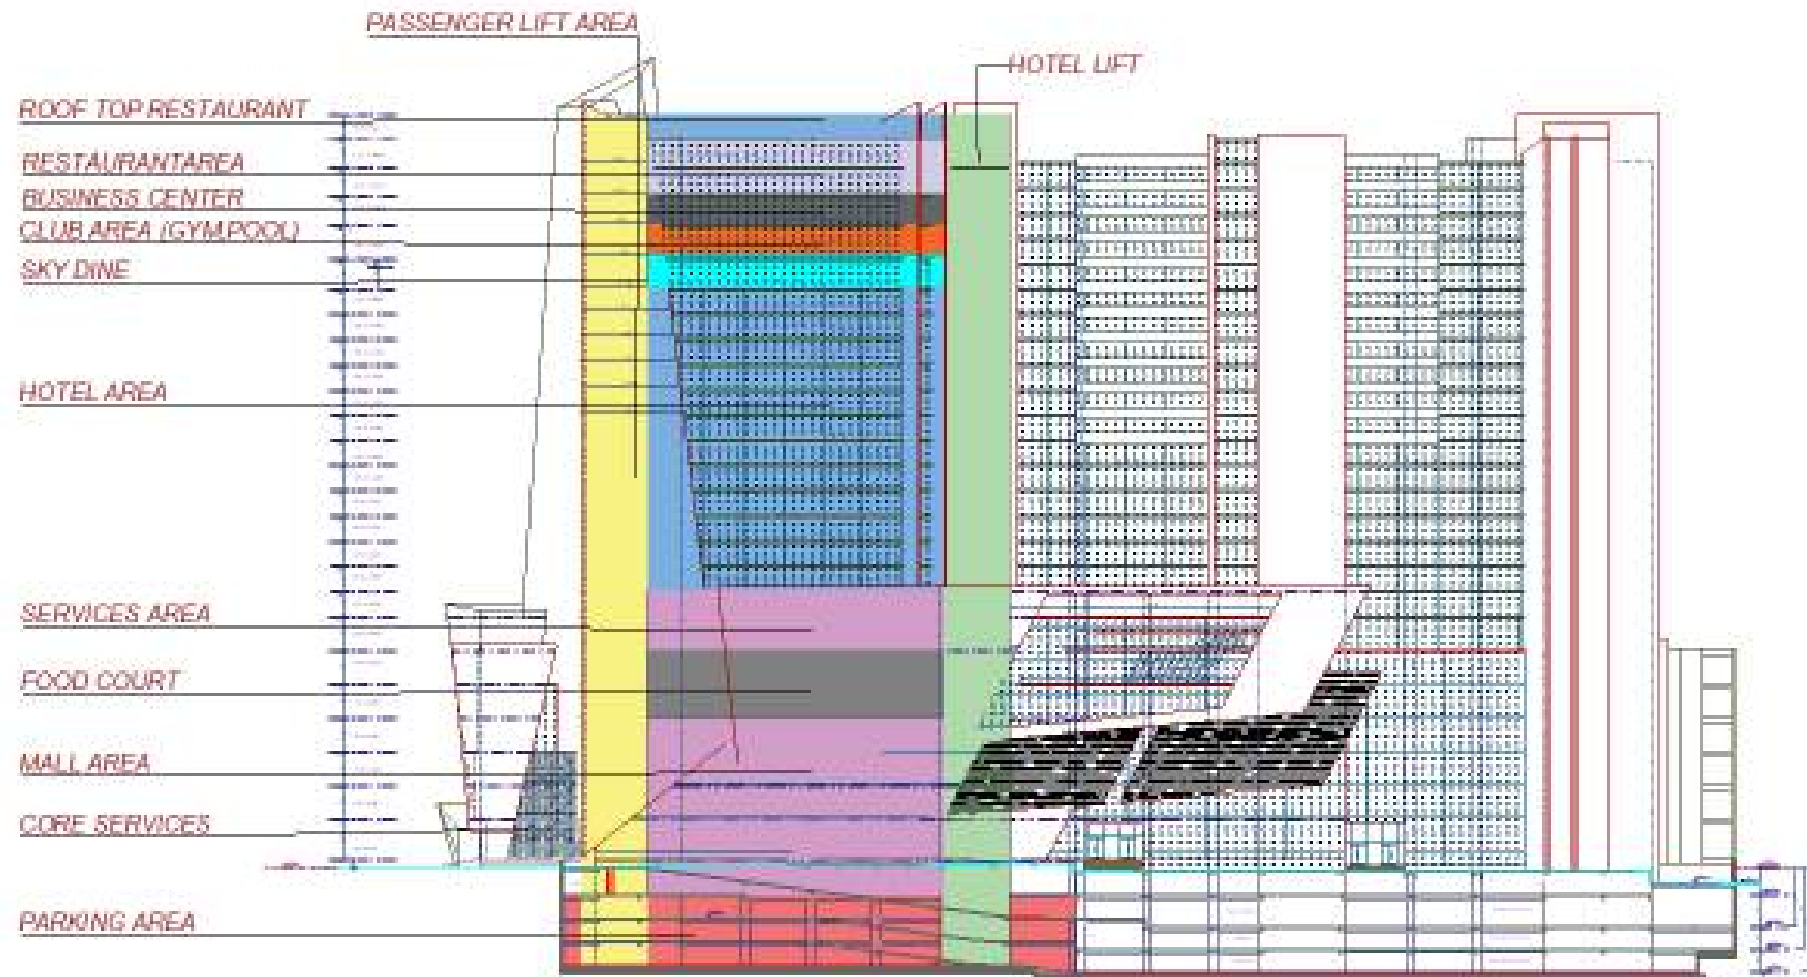 PASSENGER LIFT AREA
HOTEL LIFT
ROOF TOP RESTAURANT
RESTAURANTAREA
BUSINESS CENTER
CLUB AREA (GYM,POOL)
SKY DINE
HOTEL AREA
SERVICES AREA
FOOD COURT
MALL AREA
CORE SERVICES
PARKING AREA